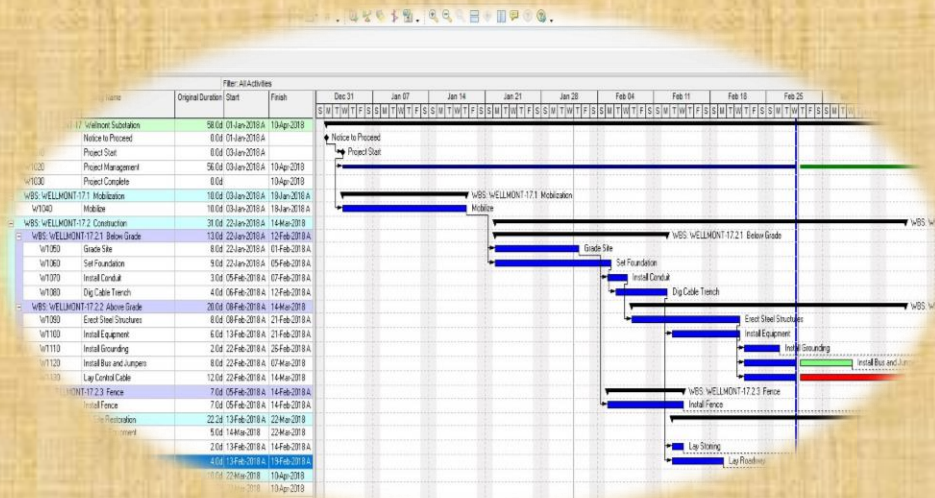 Filter: All Activities
Name Original Duration Start Finish Dec 31 Jan 07 Jan 14 Jan 21 Jan 28 Feb 04 Feb 11 Feb 18 Feb 25
S M T W T F S S M T W T F S S M T W T F S S M T W T F S S M T W T F S S M T W T F S S M T W T F S S M T W T F S S M T W T F S
Wellmont Substation 58.0d 01-Jan-2018 A 10-Apr-2018
Notice to Proceed 0.0d 01-Jan-2018 A Notice to Proceed
Project Start 0.0d 03-Jan-2018 A Project Start
W1020 Project Management 56.0d 03-Jan-2018 A 10-Apr-2018
W1030 Project Complete 0.0d 10-Apr-2018
WBS: WELLMONT-17.1 Mobilization 10.0d 03-Jan-2018 A 18-Jan-2018 A WBS: WELLMONT-17.1 Mobilization
W1040 Mobilize 10.0d 03-Jan-2018 A 18-Jan-2018 A Mobilize
WBS: WELLMONT-17.2 Construction 31.0d 22-Jan-2018 A 14-Mar-2018
WBS: WELLMONT-17.2.1 Below Grade 13.0d 22-Jan-2018 A 12-Feb-2018 A WBS: WELLMONT-17.2.1 Below Grade
W1050 Grade Site 8.0d 22-Jan-2018 A 01-Feb-2018 A Grade Site
W1060 Set Foundation 9.0d 22-Jan-2018 A 05-Feb-2018 A Set Foundation
W1070 Install Conduit 3.0d 05-Feb-2018 A 07-Feb-2018 A Install Conduit
W1080 Dig Cable Trench 4.0d 06-Feb-2018 A 12-Feb-2018 A Dig Cable Trench
WBS: WELLMONT-17.2.2 Above Grade 20.0d 08-Feb-2018 A 14-Mar-2018
W1090 Erect Steel Structures 8.0d 08-Feb-2018 A 21-Feb-2018 A Erect Steel Structures
W1100 Install Equipment 6.0d 13-Feb-2018 A 21-Feb-2018 A Install Equipment
W1110 Install Grounding 2.0d 22-Feb-2018 A 26-Feb-2018 A Install Grounding
W1120 Install Bus and Jumpers 8.0d 22-Feb-2018 A 07-Mar-2018 Install Bus and
Lay Control Cable 12.0d 22-Feb-2018 A 14-Mar-2018
17.2.3 Fence 7.0d 05-Feb-2018 A 14-Feb-2018 A WBS: WELLMONT-17.2.3 Fence
Install Fence 7.0d 05-Feb-2018 A 14-Feb-2018 A Install Fence
Restoration 22.2d 13-Feb-2018 A 22-Mar-2018
5.0d 14-Mar-2018 22-Mar-2018
2.0d 13-Feb-2018 A 14-Feb-2018 A Lay Stoning
4.0d 13-Feb-2018 A 19-Feb-2018 A Lay
22-Mar-2018 10-Apr-2018
10-Apr-2018